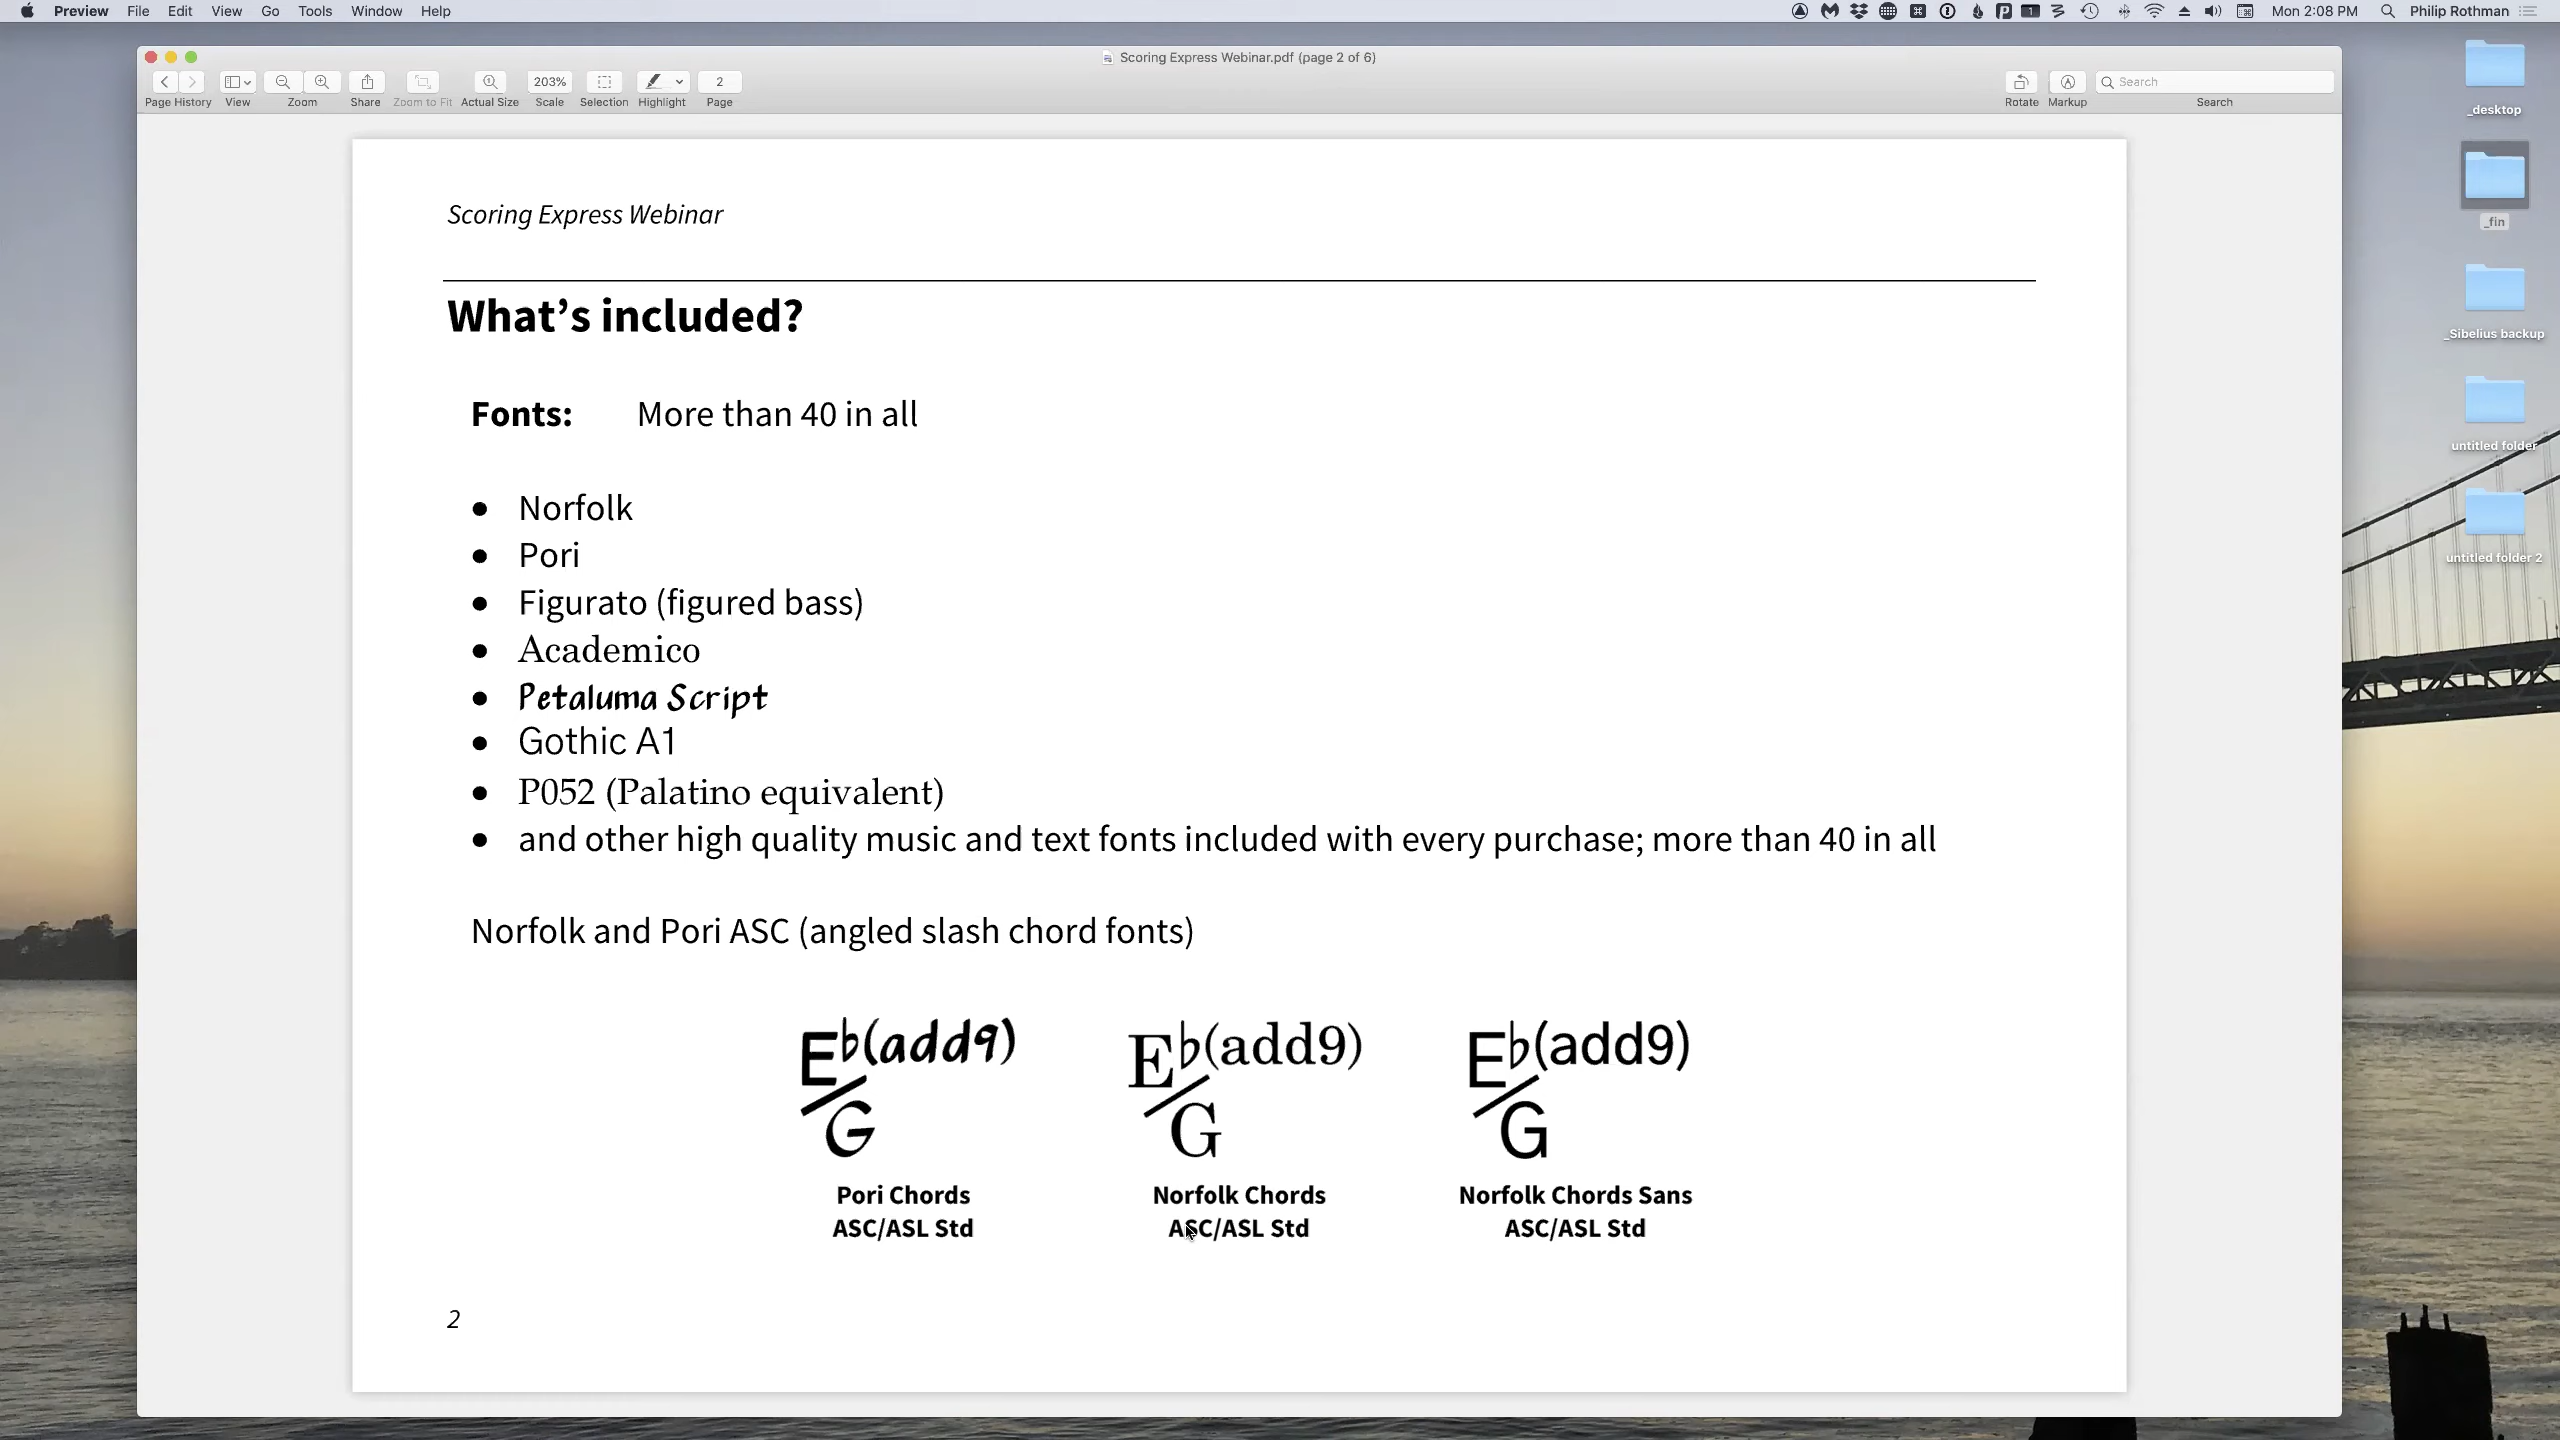 Preview File Edit View Go Tools Window Help
1
Mon 2:08 PM Philip Rothman
Scoring Express Webinar.pdf (page 2 of 6)
203%
2
Search
Page History View Zoom Share Zoom to Fit Actual Size Scale Selection Highlight Page
Rotate Markup Search
Scoring Express Webinar
What's included?
Fonts: More than 40 in all
• Norfolk
• Pori
• Figurato (figured bass)
• Academico
• Petaluma Script
• Gothic A1
• P052 (Palatino equivalent)
• and other high quality music and text fonts included with every purchase; more than 40 in all
Norfolk and Pori ASC (angled slash chord fonts)
E♭(add9)/G E♭(add9)/G E♭(add9)/G
Pori Chords Norfolk Chords Norfolk Chords Sans
ASC/ASL Std ASC/ASL Std ASC/ASL Std
2
_desktop
_fin
_Sibelius backup
untitled folder
untitled folder 2